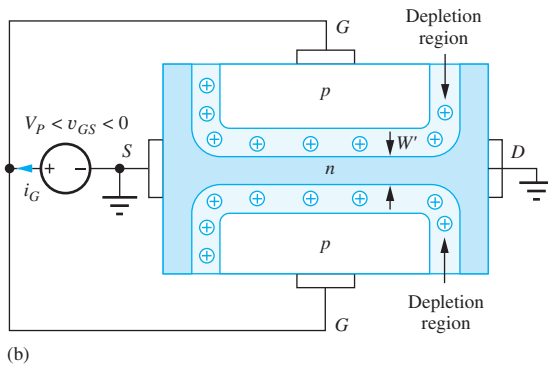 G
Depletion
region
p
V_P < v_GS < 0
W′
S
D
+
−
n
i_G
p
Depletion
region
G
(b)